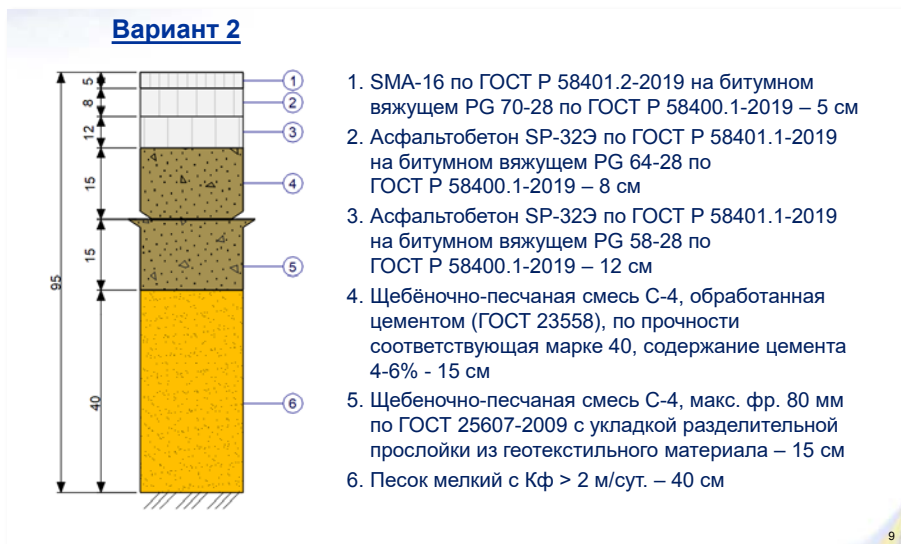 Вариант 2
5
8
12
15
15
40
95
1
2
3
4
5
6
1. SMA-16 по ГОСТ Р 58401.2-2019 на битумном
вяжущем PG 70-28 по ГОСТ Р 58400.1-2019 – 5 см
2. Асфальтобетон SP-32Э по ГОСТ Р 58401.1-2019
на битумном вяжущем PG 64-28 по
ГОСТ Р 58400.1-2019 – 8 см
3. Асфальтобетон SP-32Э по ГОСТ Р 58401.1-2019
на битумном вяжущем PG 58-28 по
ГОСТ Р 58400.1-2019 – 12 см
4. Щебёночно-песчаная смесь С-4, обработанная
цементом (ГОСТ 23558), по прочности
соответствующая марке 40, содержание цемента
4-6% - 15 см
5. Щебеночно-песчаная смесь С-4, макс. фр. 80 мм
по ГОСТ 25607-2009 с укладкой разделительной
прослойки из геотекстильного материала – 15 см
6. Песок мелкий с Кф > 2 м/сут. – 40 см
9